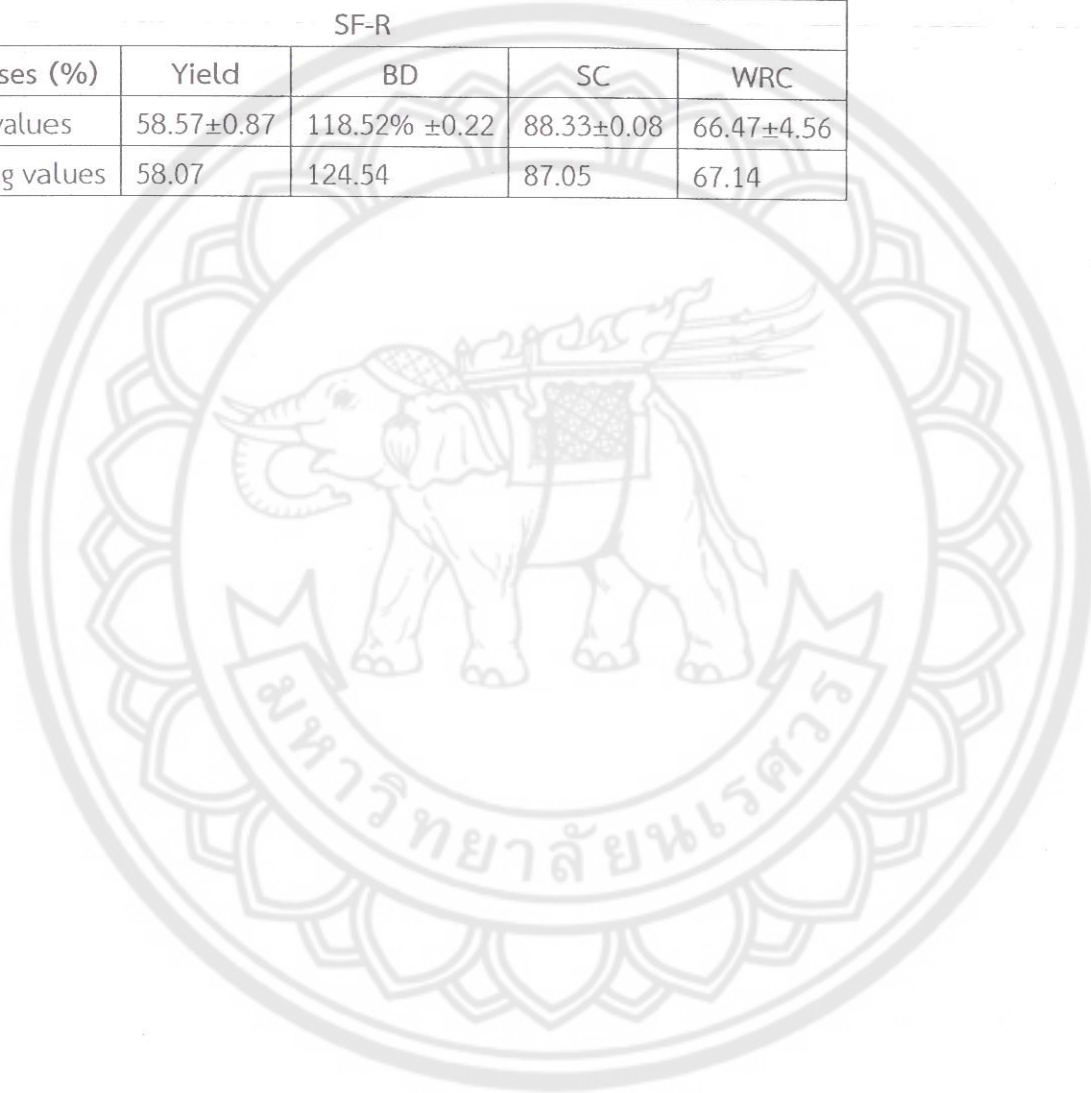 SF-R
ses (%) Yield BD SC WRC
values 58.57±0.87 118.52% ±0.22 88.33±0.08 66.47±4.56
g values 58.07 124.54 87.05 67.14
มหาวิทยาลัยนเรศวร